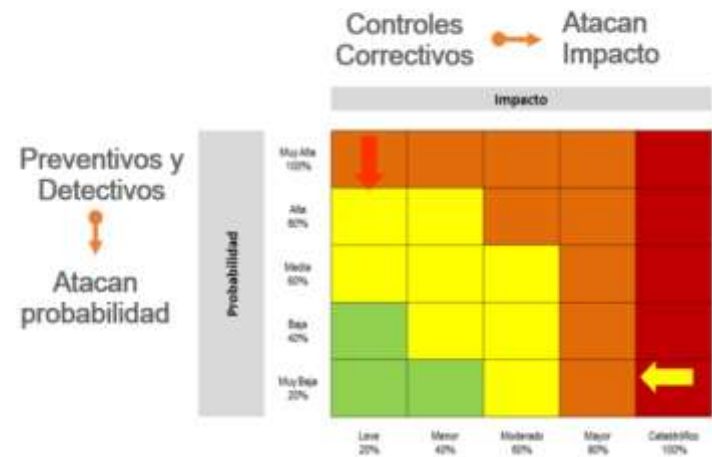 Controles
Correctivos
Atacan
Impacto
Impacto
Preventivos y
Detectivos
Atacan
probabilidad
Probabilidad
Muy Alta
100%
Alta
80%
Media
60%
Baja
40%
Muy Baja
20%
Leve
20%
Menor
40%
Moderado
60%
Mayor
80%
Catastrófico
100%